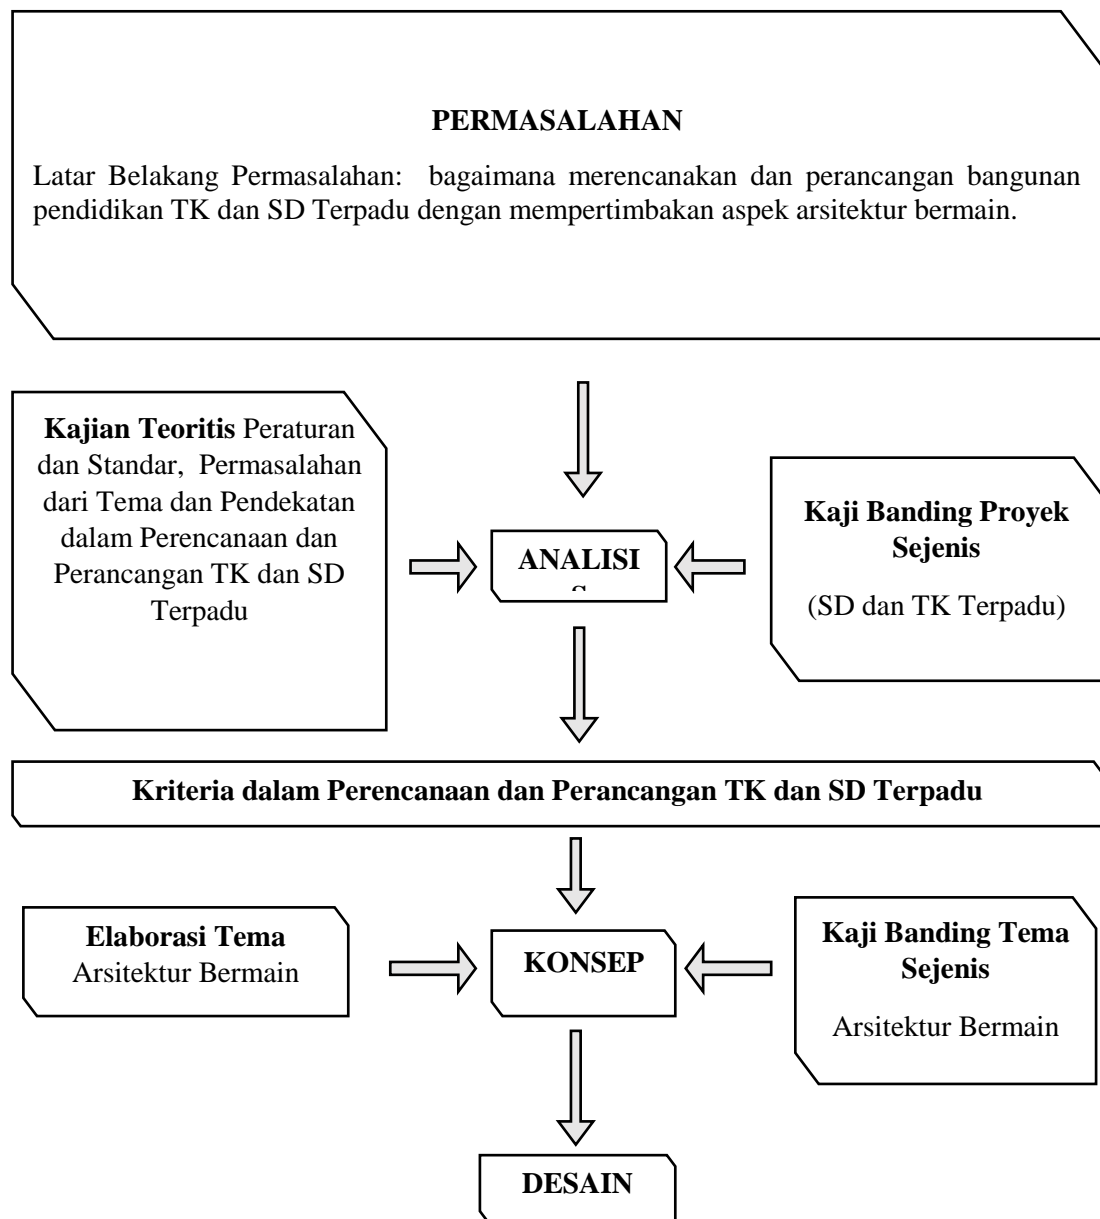 PERMASALAHAN
Latar Belakang Permasalahan: bagaimana merencanakan dan perancangan bangunan
pendidikan TK dan SD Terpadu dengan mempertimbakan aspek arsitektur bermain.
Kajian Teoritis Peraturan
dan Standar, Permasalahan
dari Tema dan Pendekatan
dalam Perencanaan dan
Perancangan TK dan SD
Terpadu
ANALISI
S
Kaji Banding Proyek
Sejenis
(SD dan TK Terpadu)
Kriteria dalam Perencanaan dan Perancangan TK dan SD Terpadu
Elaborasi Tema
Arsitektur Bermain
KONSEP
Kaji Banding Tema
Sejenis
Arsitektur Bermain
DESAIN